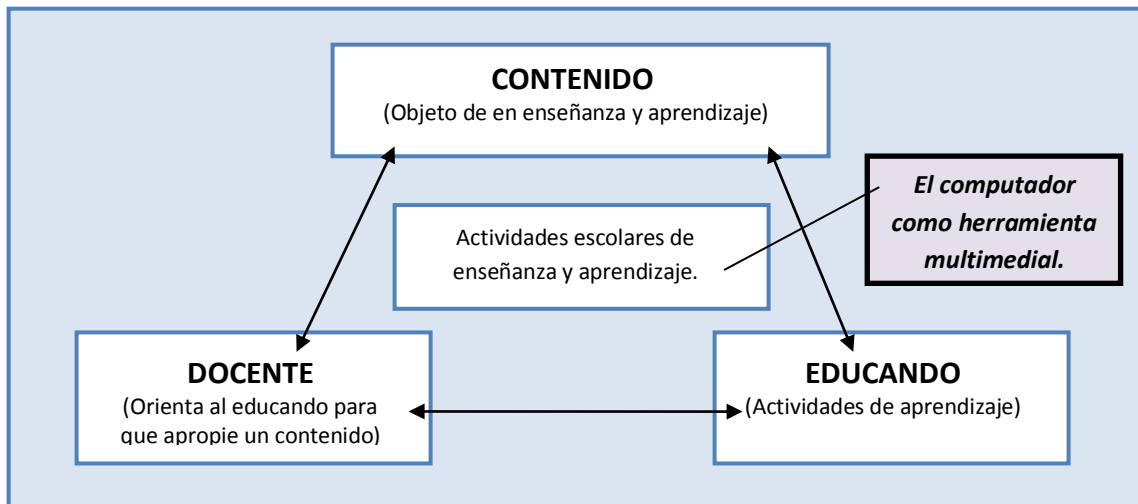 CONTENIDO
(Objeto de en enseñanza y aprendizaje)
El computador
como herramienta
multimedial.
Actividades escolares de
enseñanza y aprendizaje.
DOCENTE
(Orienta al educando para
que apropie un contenido)
EDUCANDO
(Actividades de aprendizaje)